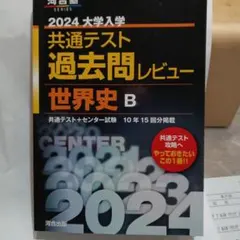 河合塾
SERIES
2024 大学入学
共通テスト
過去問レビュー
世界史 B
共通テスト+センター試験 10年15回分掲載
共通テスト
攻略へ
やっておきたい
この1冊!!
CENTER
2022
2023
2024
河合出版